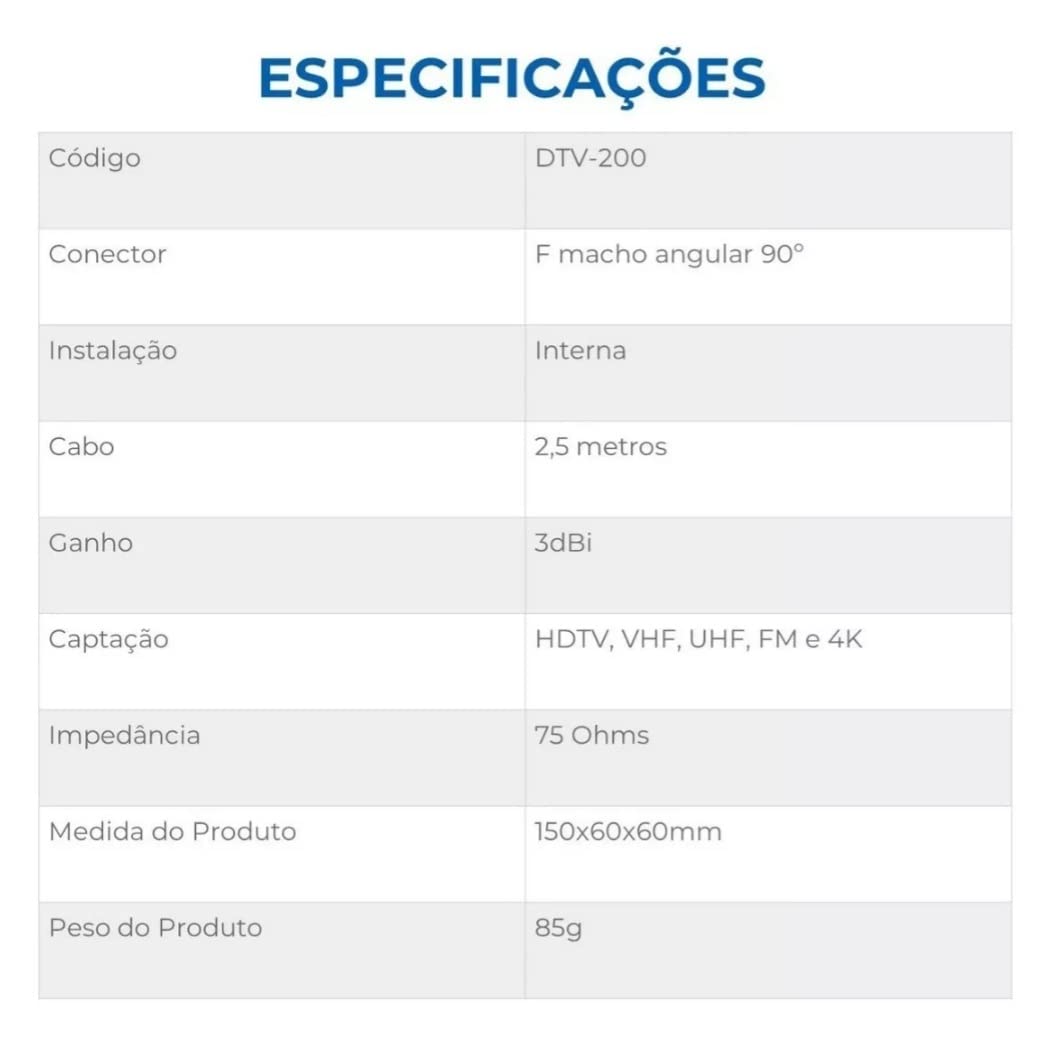 ESPECIFICAÇÕES
Código DTV-200
Conector F macho angular 90º
Instalação Interna
Cabo 2,5 metros
Ganho 3dBi
Captação HDTV, VHF, UHF, FM e 4K
Impedância 75 Ohms
Medida do Produto 150x60x60mm
Peso do Produto 85g